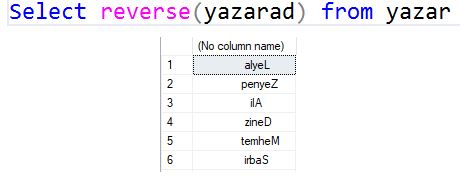 Select reverse(yazarad) from yazar
(No column name)
1 alyeL
2 penyeZ
3 ilA
4 zineD
5 temheM
6 irbaS